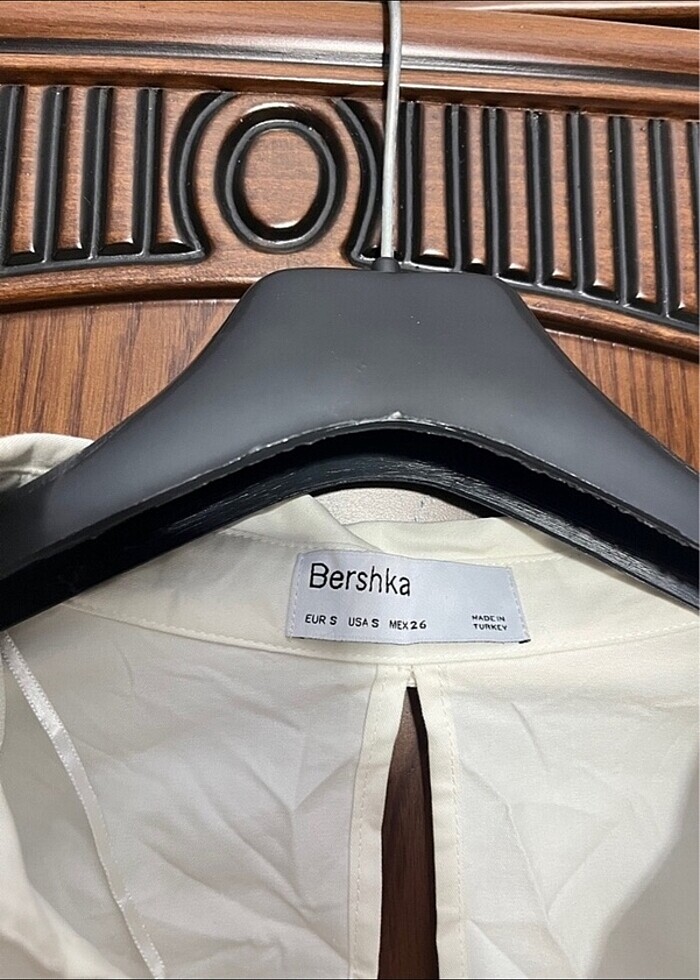 Bershka
EUR S USA S MEX 26
MADE IN
TURKEY